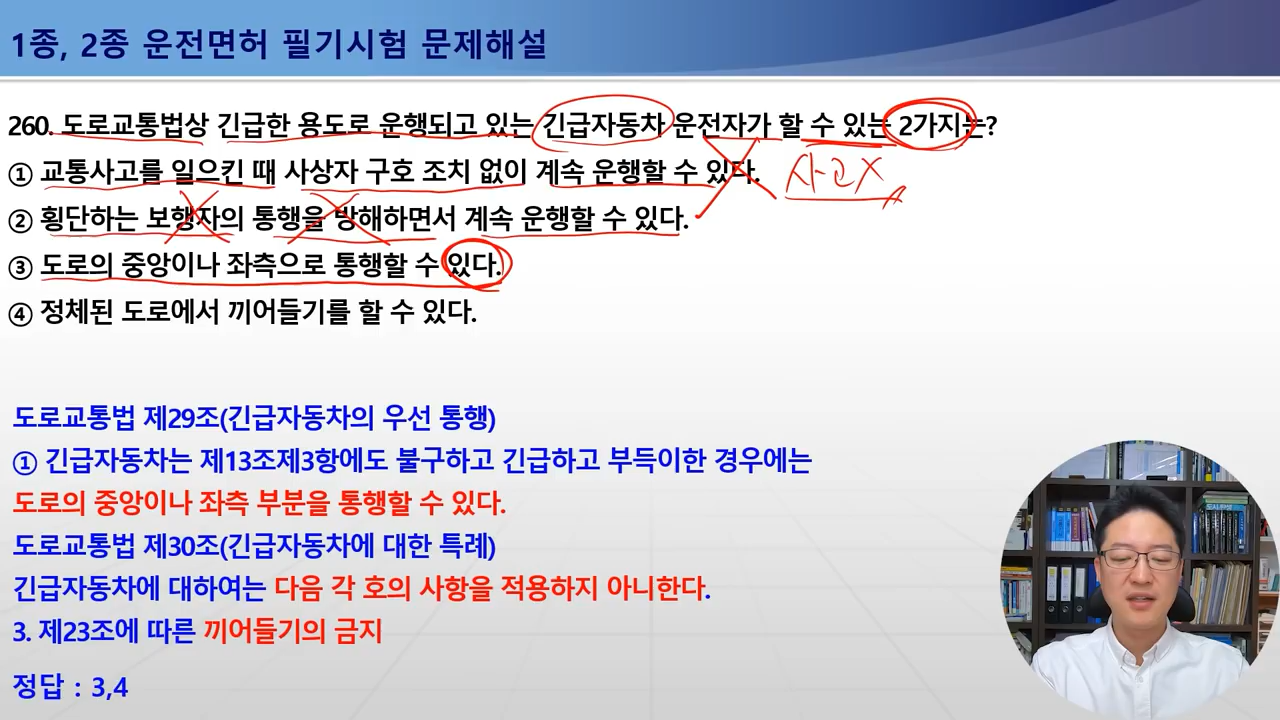 1종, 2종 운전면허 필기시험 문제해설
260. 도로교통법상 긴급한 용도로 운행되고 있는 긴급자동차 운전자가 할 수 있는 2가지는?
① 교통사고를 일으킨 때 사상자 구호 조치 없이 계속 운행할 수 있다.
사고X
② 횡단하는 보행자의 통행을 방해하면서 계속 운행할 수 있다.
③ 도로의 중앙이나 좌측으로 통행할 수 있다.
④ 정체된 도로에서 끼어들기를 할 수 있다.
도로교통법 제29조(긴급자동차의 우선 통행)
① 긴급자동차는 제13조제3항에도 불구하고 긴급하고 부득이한 경우에는
도로의 중앙이나 좌측 부분을 통행할 수 있다.
도로교통법 제30조(긴급자동차에 대한 특례)
긴급자동차에 대하여는 다음 각 호의 사항을 적용하지 아니한다.
3. 제23조에 따른 끼어들기의 금지
정답 : 3,4